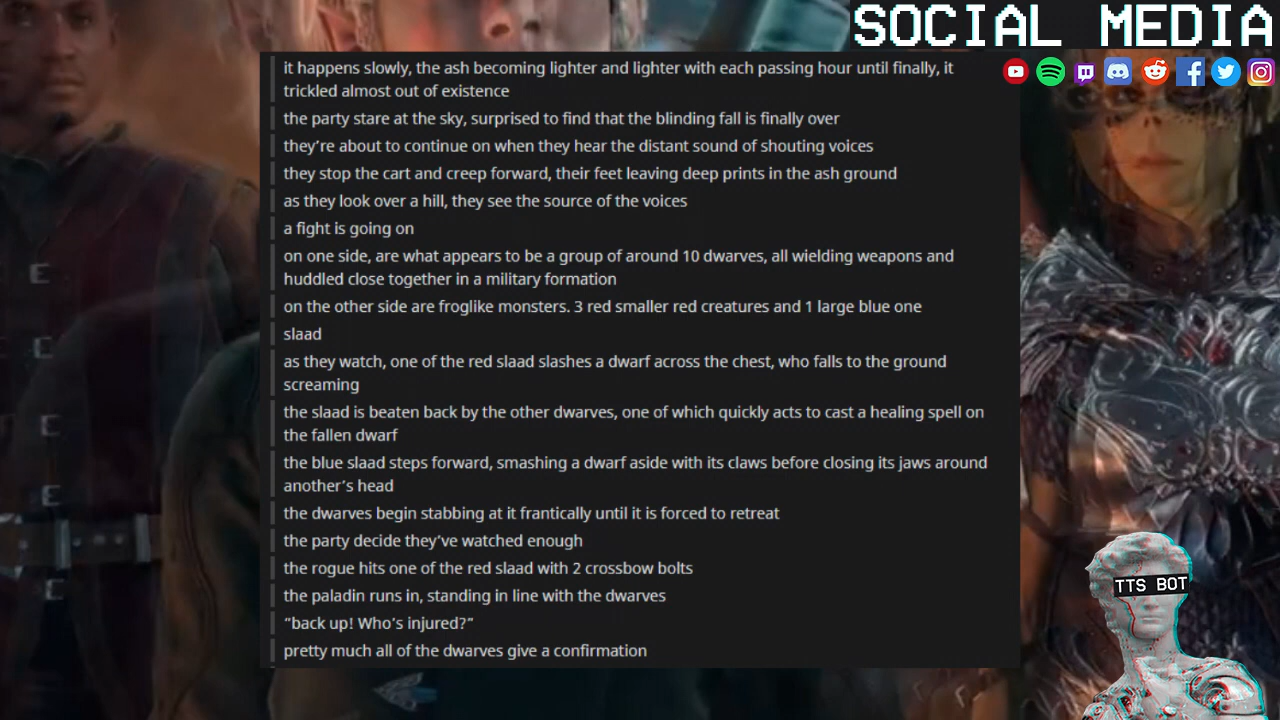 SOCIAL MEDIA
it happens slowly, the ash becoming lighter and lighter with each passing hour until finally, it
trickled almost out of existence
the party stare at the sky, surprised to find that the blinding fall is finally over
they’re about to continue on when they hear the distant sound of shouting voices
they stop the cart and creep forward, their feet leaving deep prints in the ash ground
as they look over a hill, they see the source of the voices
a fight is going on
on one side, are what appears to be a group of around 10 dwarves, all wielding weapons and
huddled close together in a military formation
on the other side are froglike monsters. 3 red smaller red creatures and 1 large blue one
slaad
as they watch, one of the red slaad slashes a dwarf across the chest, who falls to the ground
screaming
the slaad is beaten back by the other dwarves, one of which quickly acts to cast a healing spell on
the fallen dwarf
the blue slaad steps forward, smashing a dwarf aside with its claws before closing its jaws around
another’s head
the dwarves begin stabbing at it frantically until it is forced to retreat
the party decide they’ve watched enough
the rogue hits one of the red slaad with 2 crossbow bolts
the paladin runs in, standing in line with the dwarves
“back up! Who’s injured?”
pretty much all of the dwarves give a confirmation
TTS BOT